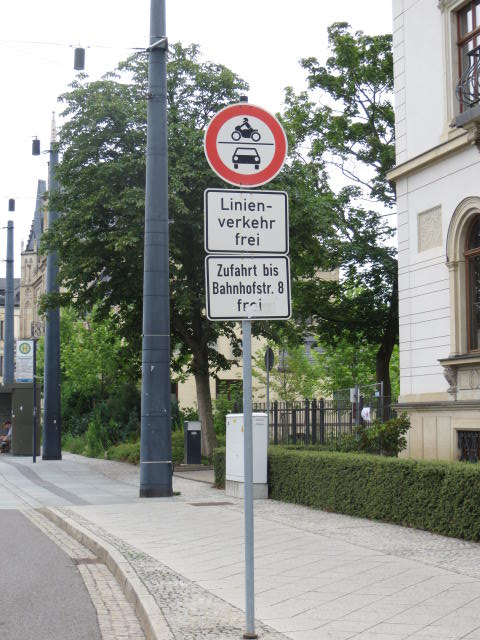 Linien-
verkehr
frei
Zufahrt bis
Bahnhofstr. 8
frei